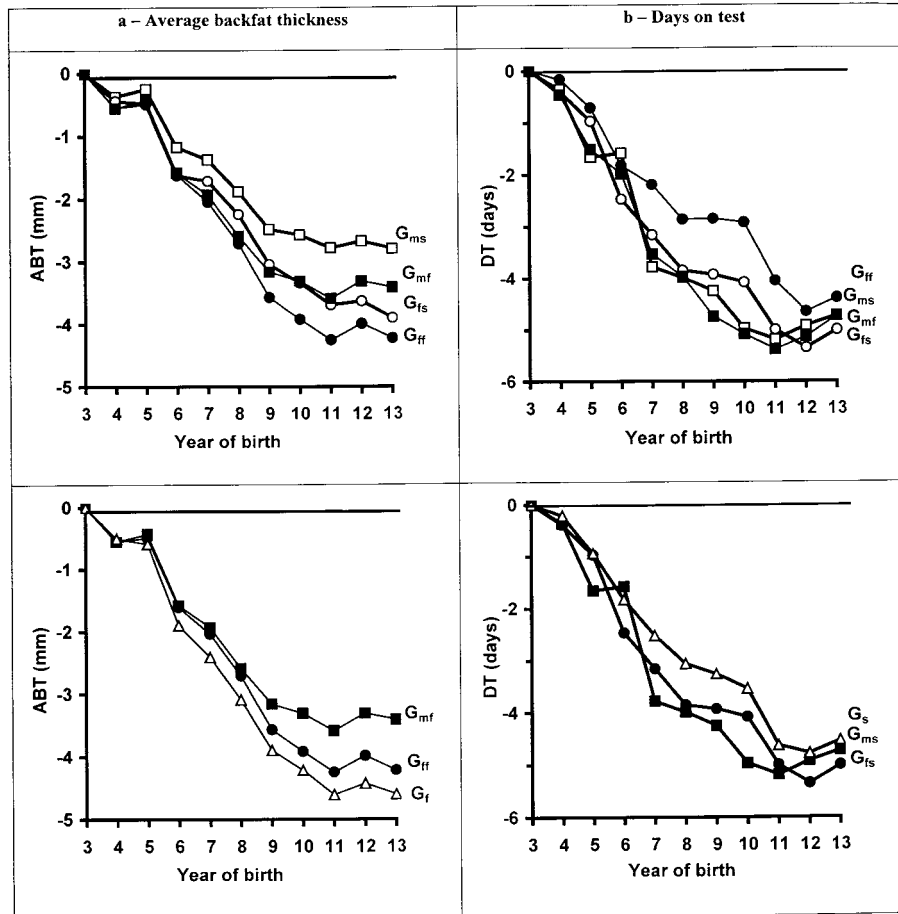 a – Average backfat thickness
b – Days on test
0
-1
-2
-3
-4
-5
ABT (mm)
3 4 5 6 7 8 9 10 11 12 13
Year of birth
Gms
Gmf
Gfs
Gff
0
-2
-4
-6
DT (days)
3 4 5 6 7 8 9 10 11 12 13
Year of birth
Gff
Gms
Gmf
Gfs
0
-1
-2
-3
-4
-5
ABT (mm)
3 4 5 6 7 8 9 10 11 12 13
Year of birth
Gmf
Gff
Gf
0
-2
-4
-6
DT (days)
3 4 5 6 7 8 9 10 11 12 13
Year of birth
Gs
Gms
Gfs